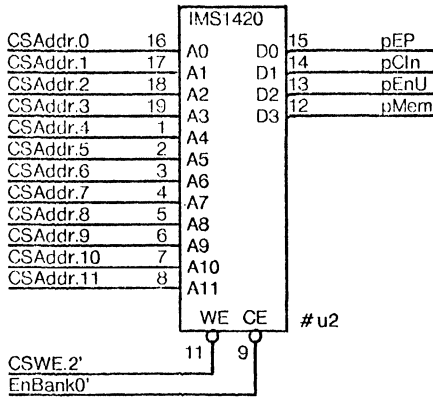 IMS1420
CSAddr.0 16 A0 D0 15 pEP
CSAddr.1 17 A1 D1 14 pCIn
CSAddr.2 18 A2 D2 13 pEnU
CSAddr.3 19 A3 D3 12 pMem
CSAddr.4 1 A4
CSAddr.5 2 A5
CSAddr.6 3 A6
CSAddr.7 4 A7
CSAddr.8 5 A8
CSAddr.9 6 A9
CSAddr.10 7 A10
CSAddr.11 8 A11
WE CE #u2
11 9
CSWE.2'
EnBank0'